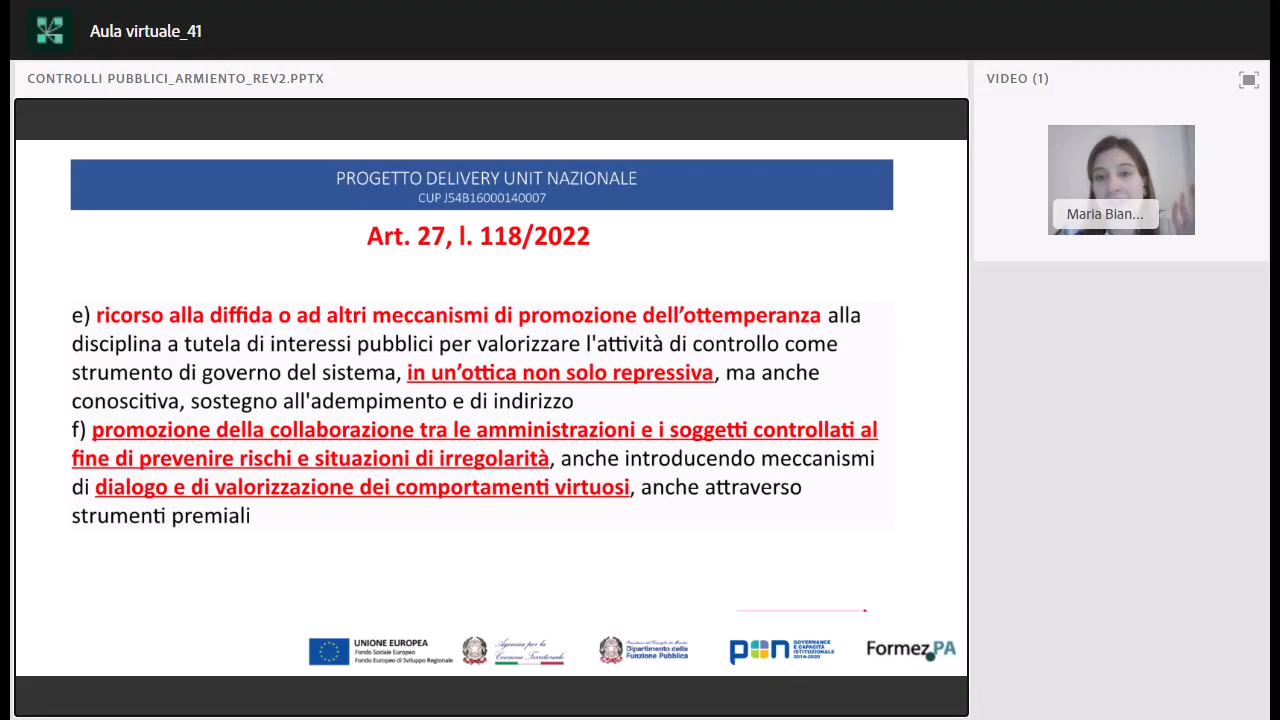 Aula virtuale_41
CONTROLLI PUBBLICI_ARMIENTO_REV2.PPTX
VIDEO (1)
Maria Bian...
PROGETTO DELIVERY UNIT NAZIONALE
CUP J54B16000140007
Art. 27, l. 118/2022
e) ricorso alla diffida o ad altri meccanismi di promozione dell'ottemperanza alla
disciplina a tutela di interessi pubblici per valorizzare l'attività di controllo come
strumento di governo del sistema, in un'ottica non solo repressiva, ma anche
conoscitiva, sostegno all'adempimento e di indirizzo
f) promozione della collaborazione tra le amministrazioni e i soggetti controllati al
fine di prevenire rischi e situazioni di irregolarità, anche introducendo meccanismi
di dialogo e di valorizzazione dei comportamenti virtuosi, anche attraverso
strumenti premiali
UNIONE EUROPEA
Fondo Sociale Europeo
Fondo Europeo di Sviluppo Regionale
Agenzia per la
Coesione Territoriale
Presidenza del Consiglio dei Ministri
Dipartimento della
Funzione Pubblica
pon
GOVERNANCE
E CAPACITÀ
ISTITUZIONALE
2014-2020
FormezPA